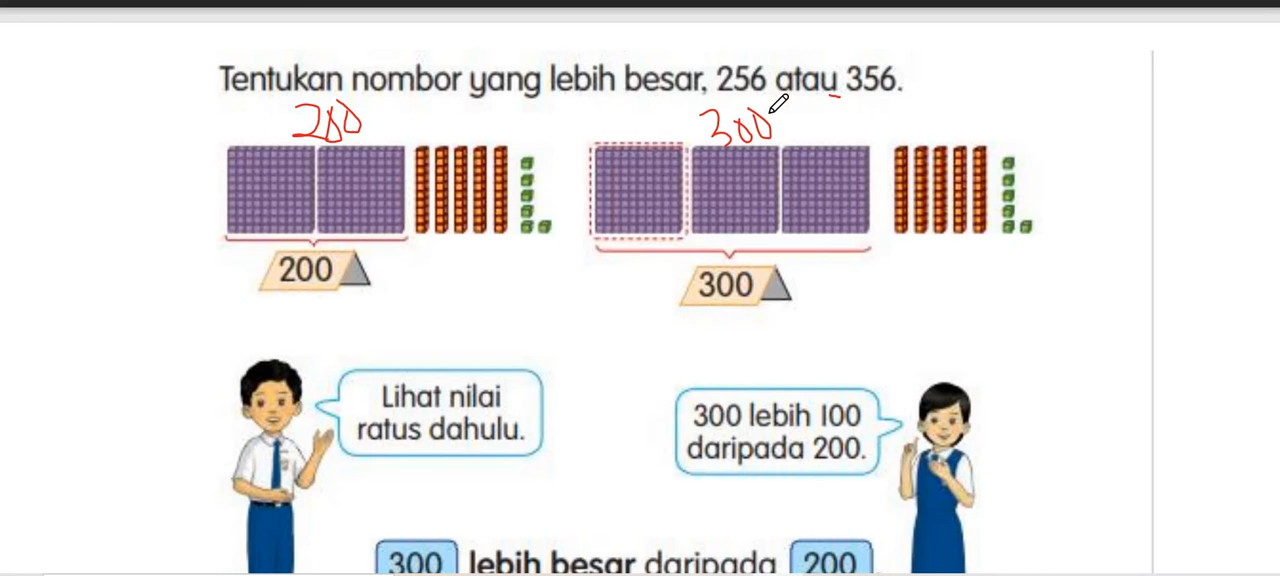 Tentukan nombor yang lebih besar, 256 atau 356.
200
300
200
300
Lihat nilai
ratus dahulu.
300 lebih 100
daripada 200.
300 lebih besar daripada 200